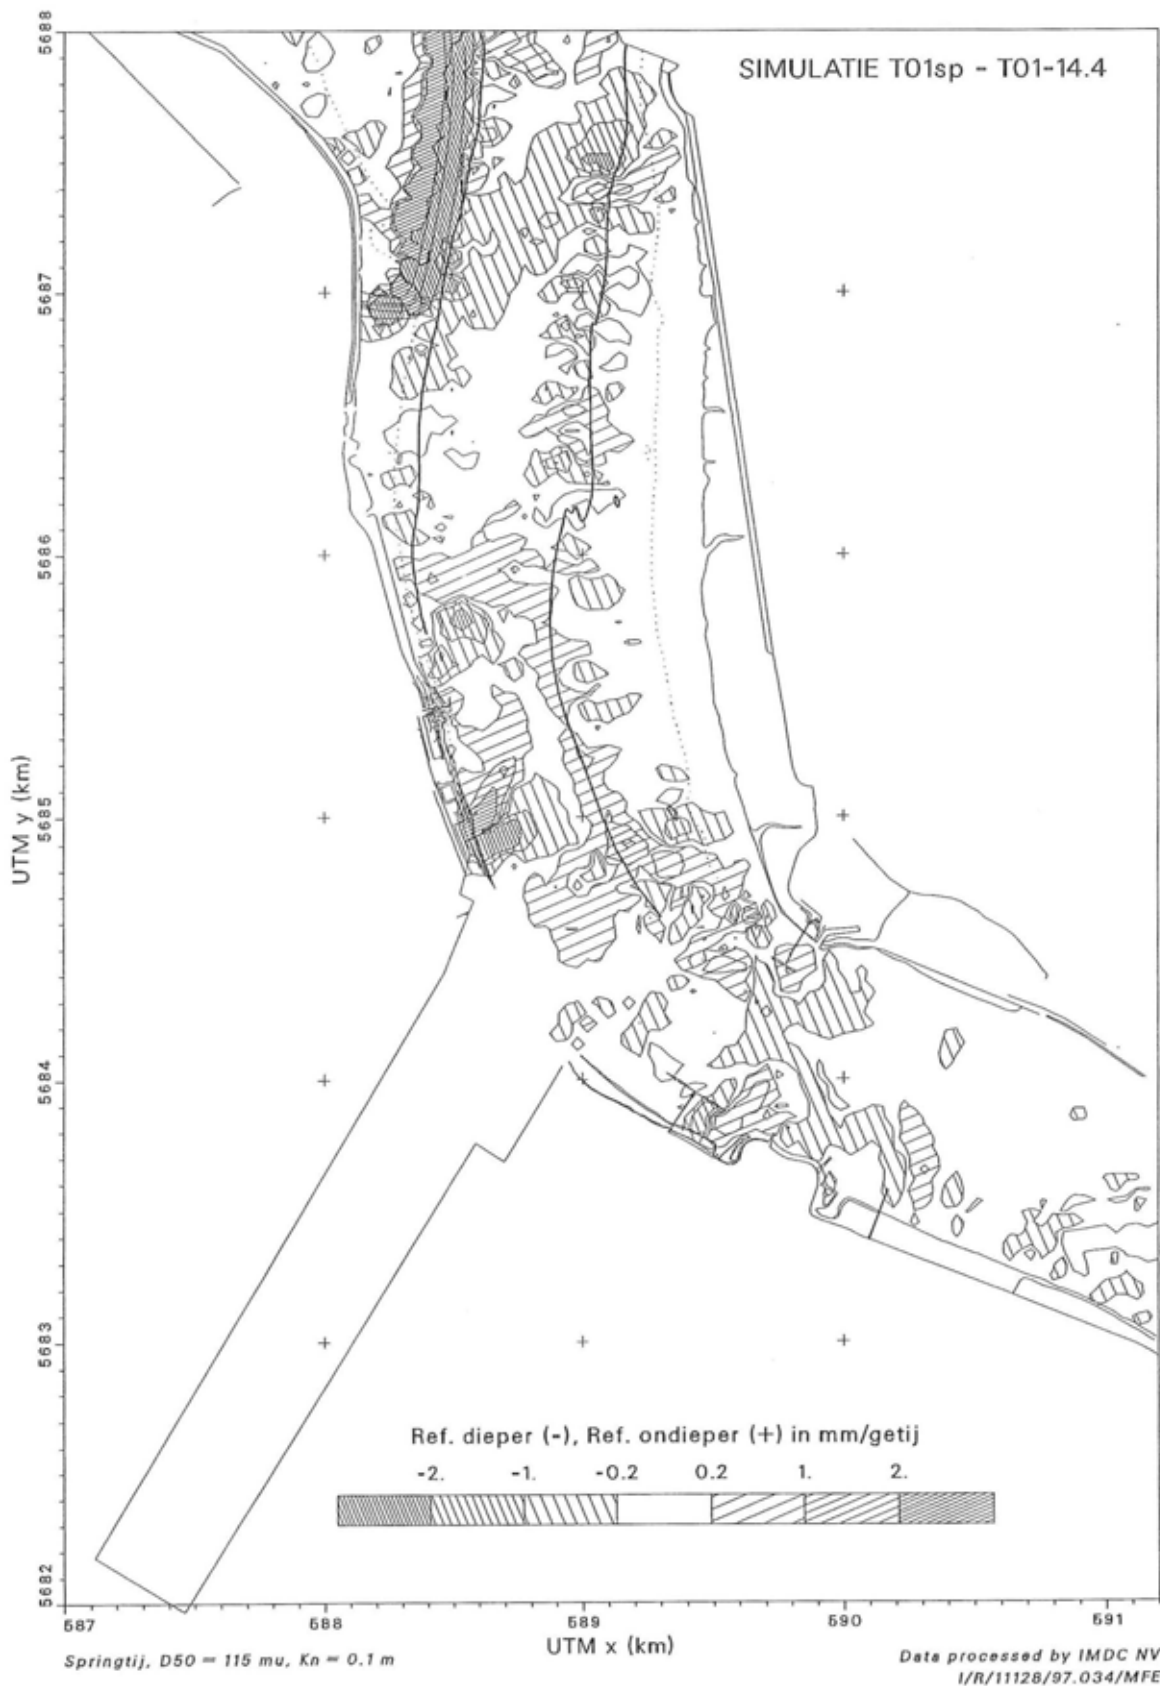 SIMULATIE T01sp - T01-14.4
5688
5687
5686
5685
5684
5683
5682
UTM y (km)
Ref. dieper (-), Ref. ondieper (+) in mm/getij
-2. -1. -0.2 0.2 1. 2.
587 588 589 590 591
UTM x (km)
Springtij, D50 = 115 mu, Kn = 0.1 m
Data processed by IMDC NV
I/R/11128/97.034/MFE